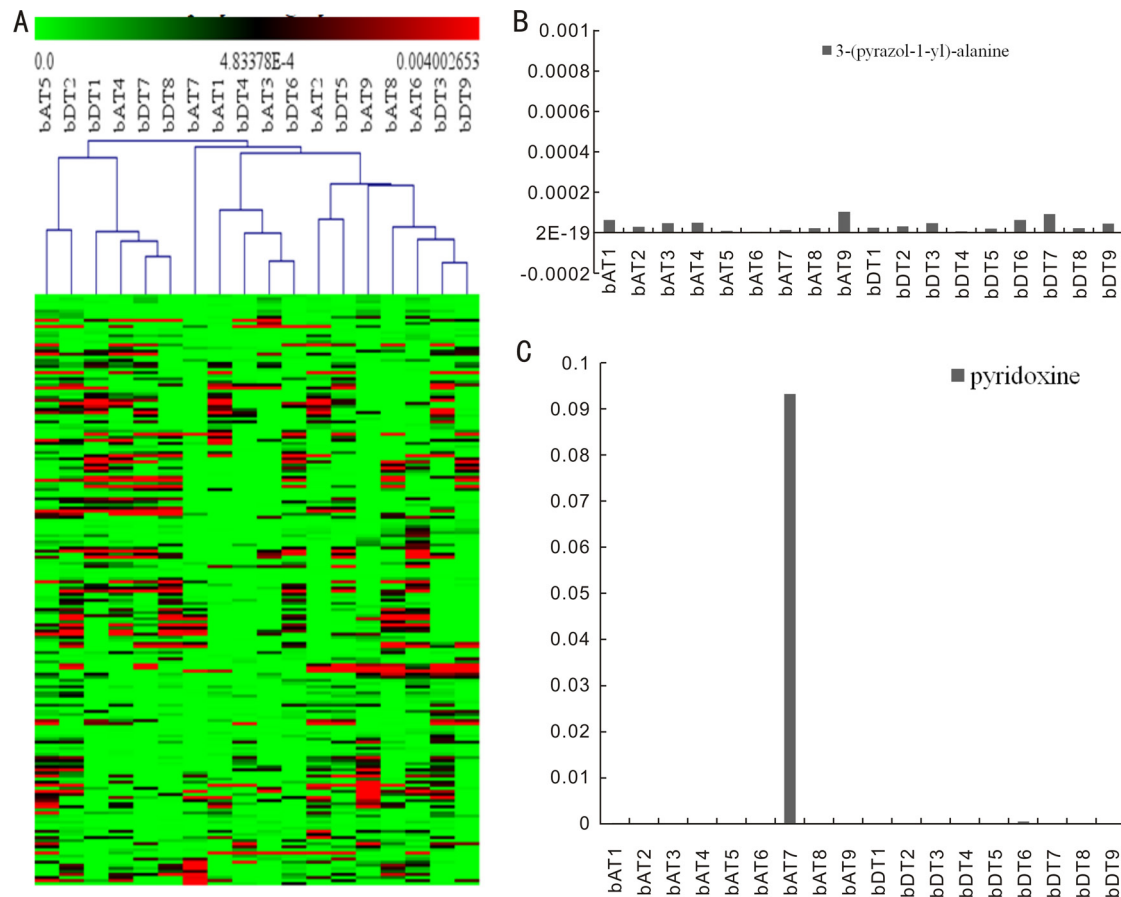 A
0.0 4.83378E-4 0.004002653
bAT5 bDT2 bDT1 bAT4 bDT7 bDT8 bAT7 bAT1 bDT4 bAT3 bDT6 bAT2 bDT5 bAT9 bAT8 bAT6 bDT3 bDT9
B
0.001
0.0008
0.0006
0.0004
0.0002
2E-19
-0.0002
3-(pyrazol-1-yl)-alanine
bAT1 bAT2 bAT3 bAT4 bAT5 bAT6 bAT7 bAT8 bAT9 bDT1 bDT2 bDT3 bDT4 bDT5 bDT6 bDT7 bDT8 bDT9
C
0.1
0.09
0.08
0.07
0.06
0.05
0.04
0.03
0.02
0.01
0
pyridoxine
bAT1 bAT2 bAT3 bAT4 bAT5 bAT6 bAT7 bAT8 bAT9 bDT1 bDT2 bDT3 bDT4 bDT5 bDT6 bDT7 bDT8 bDT9